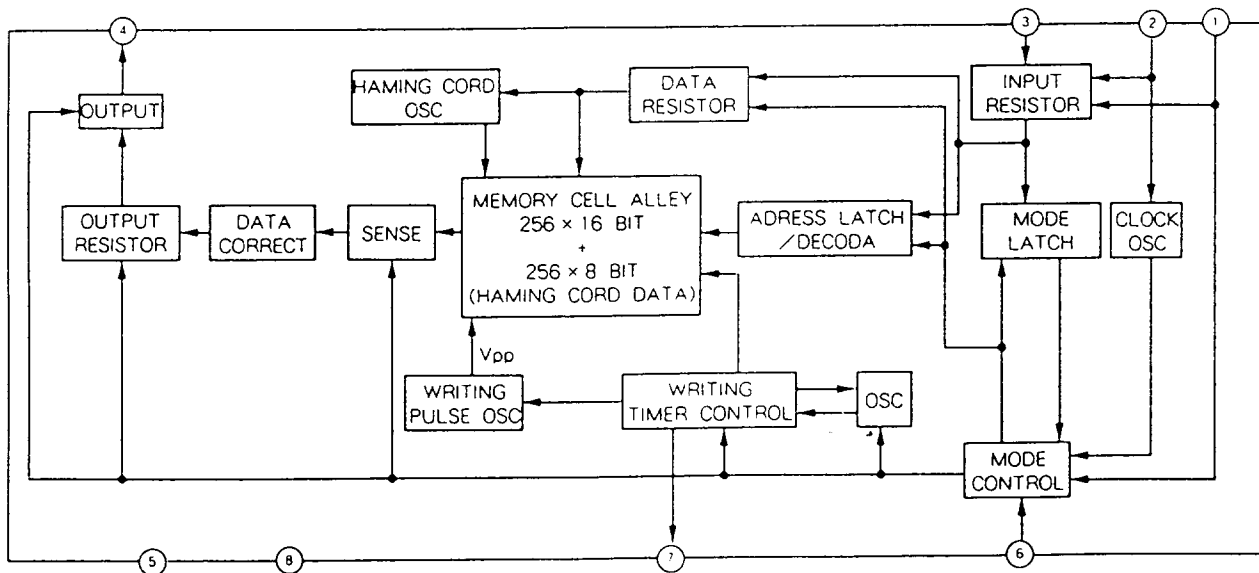 4
3
2
1
HAMING CORD
OSC
DATA
RESISTOR
INPUT
RESISTOR
OUTPUT
OUTPUT
RESISTOR
DATA
CORRECT
SENSE
MEMORY CELL ALLEY
256 × 16 BIT
+
256 × 8 BIT
(HAMING CORD DATA)
ADRESS LATCH
/DECODA
MODE
LATCH
CLOCK
OSC
Vpp
WRITING
PULSE OSC
WRITING
TIMER CONTROL
OSC
MODE
CONTROL
5
8
7
6